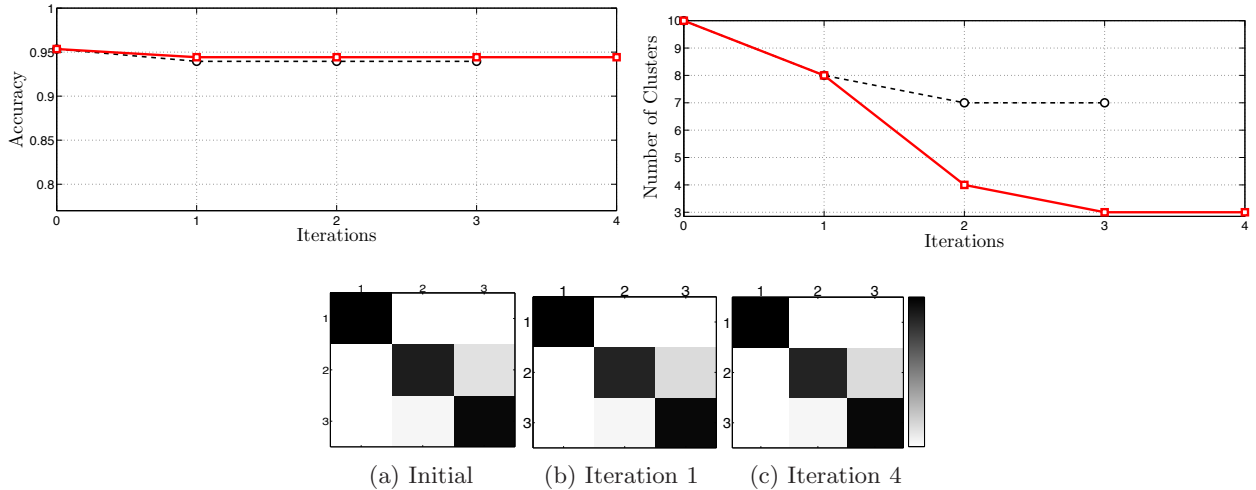 1
0.95
0.9
0.85
0.8
Accuracy
0 1 2 3 4
Iterations
10
9
8
7
6
5
4
3
Number of Clusters
0 1 2 3 4
Iterations
1 2 3
1
2
3
(a) Initial
1 2 3
1
2
3
(b) Iteration 1
1 2 3
1
2
3
(c) Iteration 4